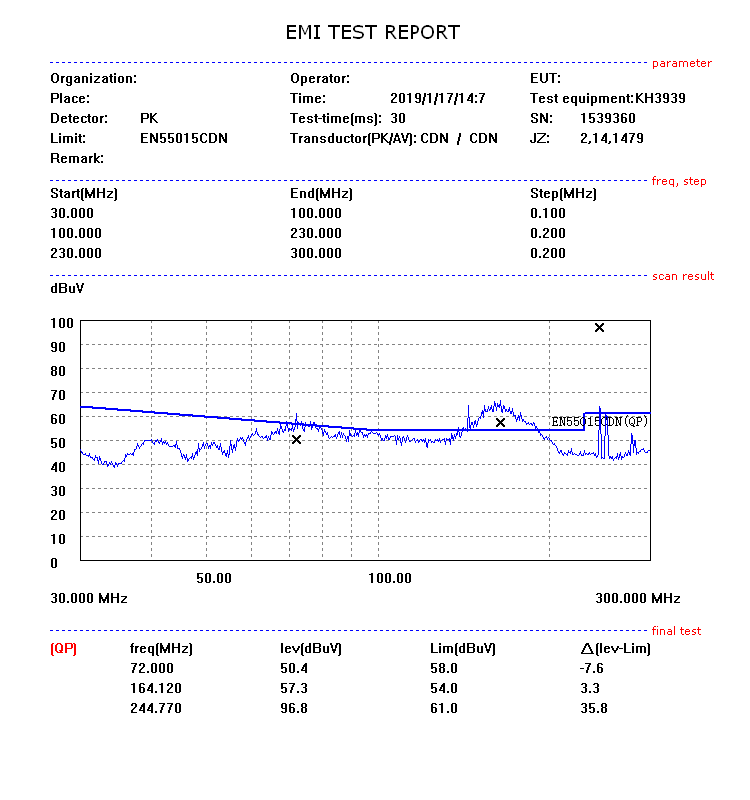 EMI TEST REPORT
parameter
Organization: Operator: EUT:
Place: Time: 2019/1/17/14:7 Test equipment:KH3939
Detector: PK Test-time(ms): 30 SN: 1539360
Limit: EN55015CDN Transductor(PK/AV): CDN / CDN JZ: 2,14,1479
Remark:
freq, step
Start(MHz) End(MHz) Step(MHz)
30.000 100.000 0.100
100.000 230.000 0.200
230.000 300.000 0.200
scan result
dBuV
100
90
80
70
60
EN55015CDN(QP)
50
40
30
20
10
0
50.00 100.00
30.000 MHz 300.000 MHz
final test
(QP) freq(MHz) lev(dBuV) Lim(dBuV) △(lev-Lim)
72.000 50.4 58.0 -7.6
164.120 57.3 54.0 3.3
244.770 96.8 61.0 35.8